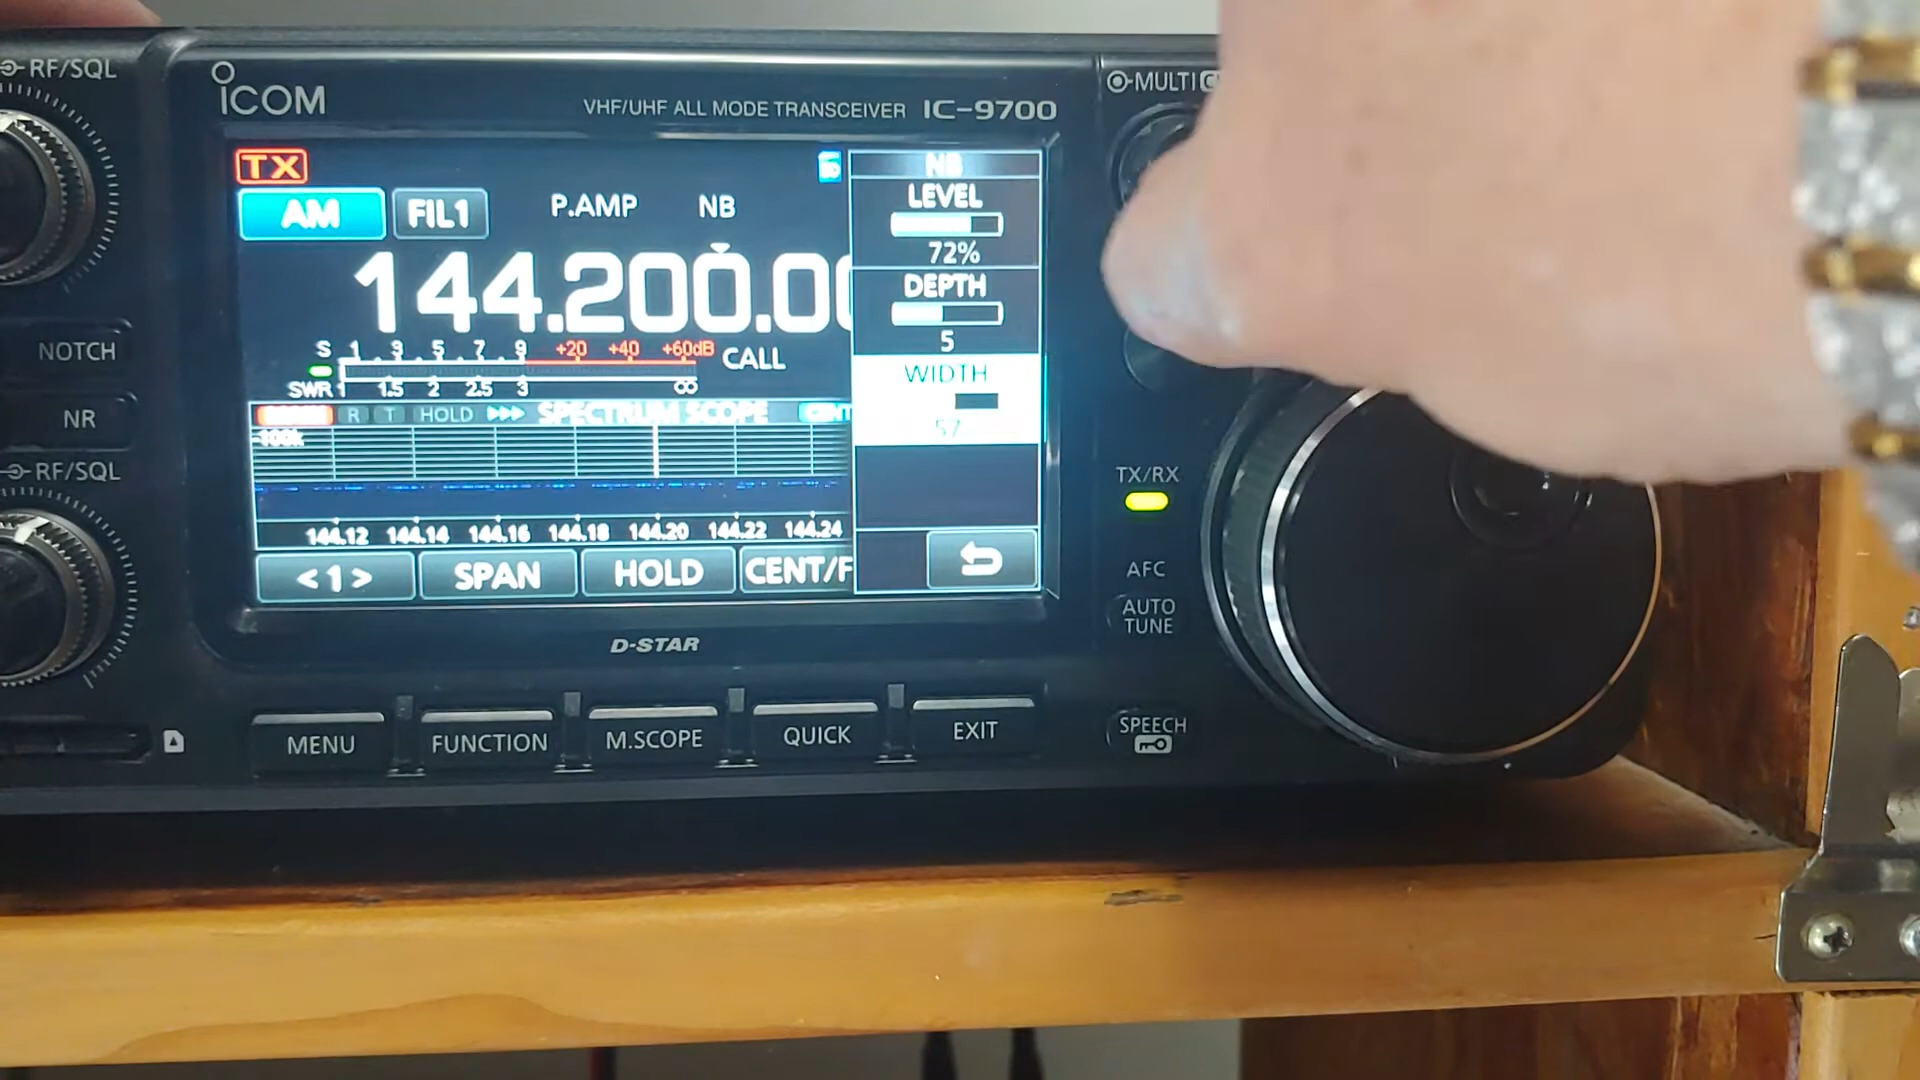 RF/SQL
ICOM
VHF/UHF ALL MODE TRANSCEIVER IC-9700
MULTI
TX
NB
AM FIL1 P.AMP NB
LEVEL
72%
144.200.00
DEPTH
5
S 1 3 5 7 9 +20 +40 +60dB
SWR 1 1.5 2 2.5 3 ∞
CALL
WIDTH
57
NOTCH
NR
RF/SQL
R T HOLD SPECTRUM SCOPE CENT
-100k
144.12 144.14 144.16 144.18 144.20 144.22 144.24
<1> SPAN HOLD CENT/F
TX/RX
AFC
AUTO
TUNE
D-STAR
MENU FUNCTION M.SCOPE QUICK EXIT
SPEECH